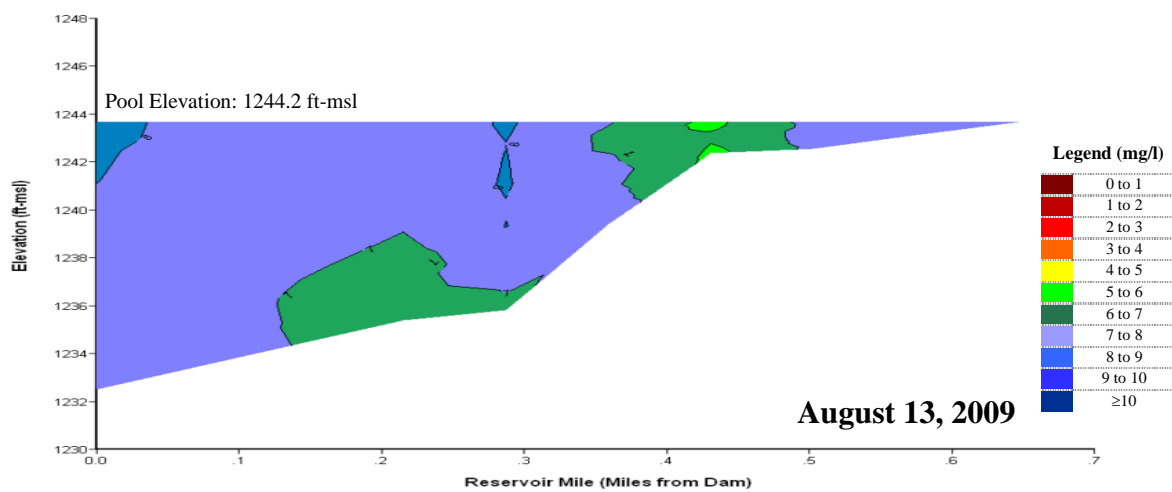 1248
1246
1244
1242
1240
1238
1236
1234
1232
1230
Elevation (ft-msl)
Pool Elevation: 1244.2 ft-msl
Legend (mg/l)
0 to 1
1 to 2
2 to 3
3 to 4
4 to 5
5 to 6
6 to 7
7 to 8
8 to 9
9 to 10
≥10
August 13, 2009
0.0 .1 .2 .3 .4 .5 .6 .7
Reservoir Mile (Miles from Dam)